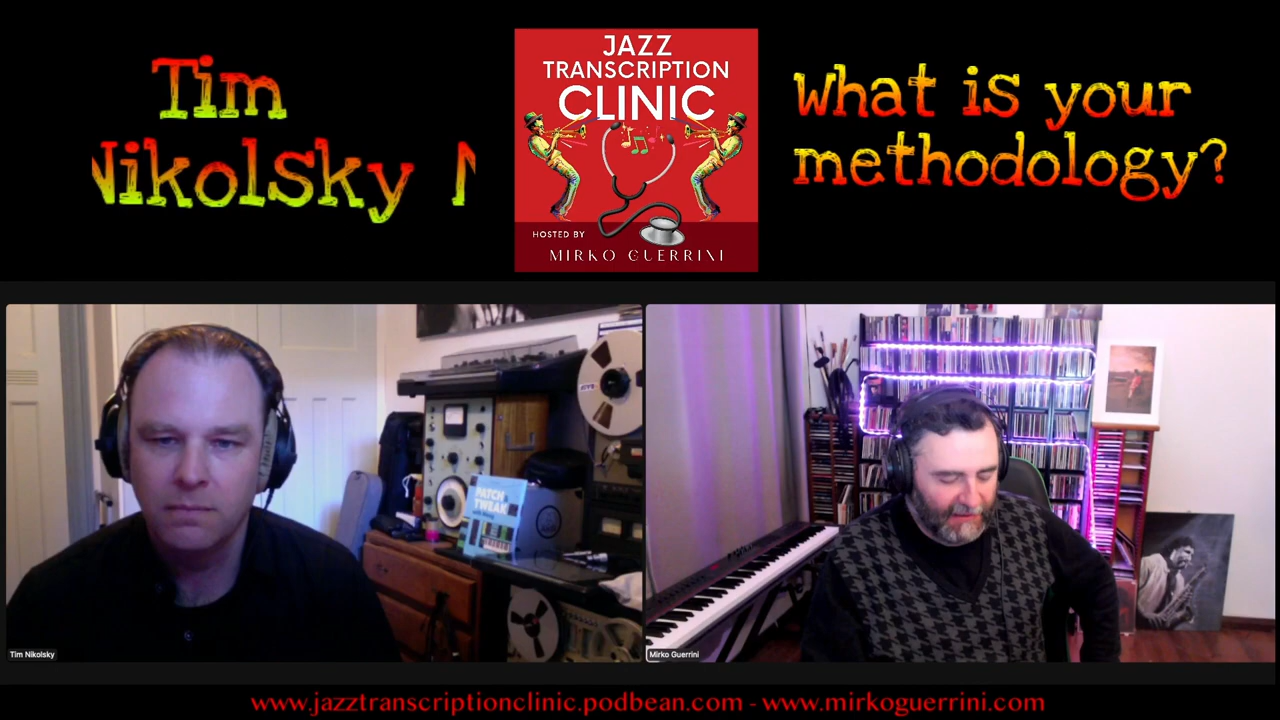 Tim
Nikolsky N
JAZZ
TRANSCRIPTION
CLINIC
HOSTED BY
MIRKO GUERRINI
What is your
methodology?
PATCH
TWEAK
Tim Nikolsky
Mirko Guerrini
www.jazztranscriptionclinic.podbean.com - www.mirkoguerrini.com